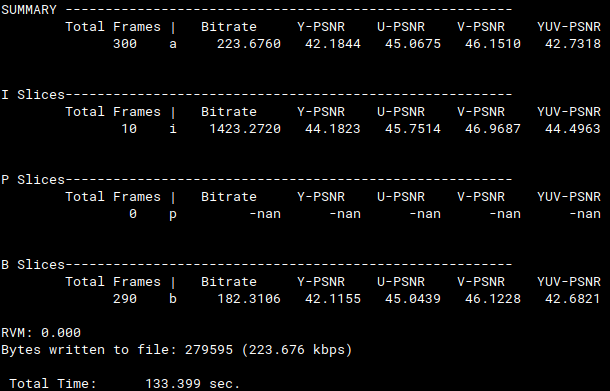 SUMMARY --------------------------------------------------------
Total Frames | Bitrate Y-PSNR U-PSNR V-PSNR YUV-PSNR
300 a 223.6760 42.1844 45.0675 46.1510 42.7318
I Slices--------------------------------------------------------
Total Frames | Bitrate Y-PSNR U-PSNR V-PSNR YUV-PSNR
10 i 1423.2720 44.1823 45.7514 46.9687 44.4963
P Slices--------------------------------------------------------
Total Frames | Bitrate Y-PSNR U-PSNR V-PSNR YUV-PSNR
0 p -nan -nan -nan -nan -nan
B Slices--------------------------------------------------------
Total Frames | Bitrate Y-PSNR U-PSNR V-PSNR YUV-PSNR
290 b 182.3106 42.1155 45.0439 46.1228 42.6821
RVM: 0.000
Bytes written to file: 279595 (223.676 kbps)
Total Time: 133.399 sec.